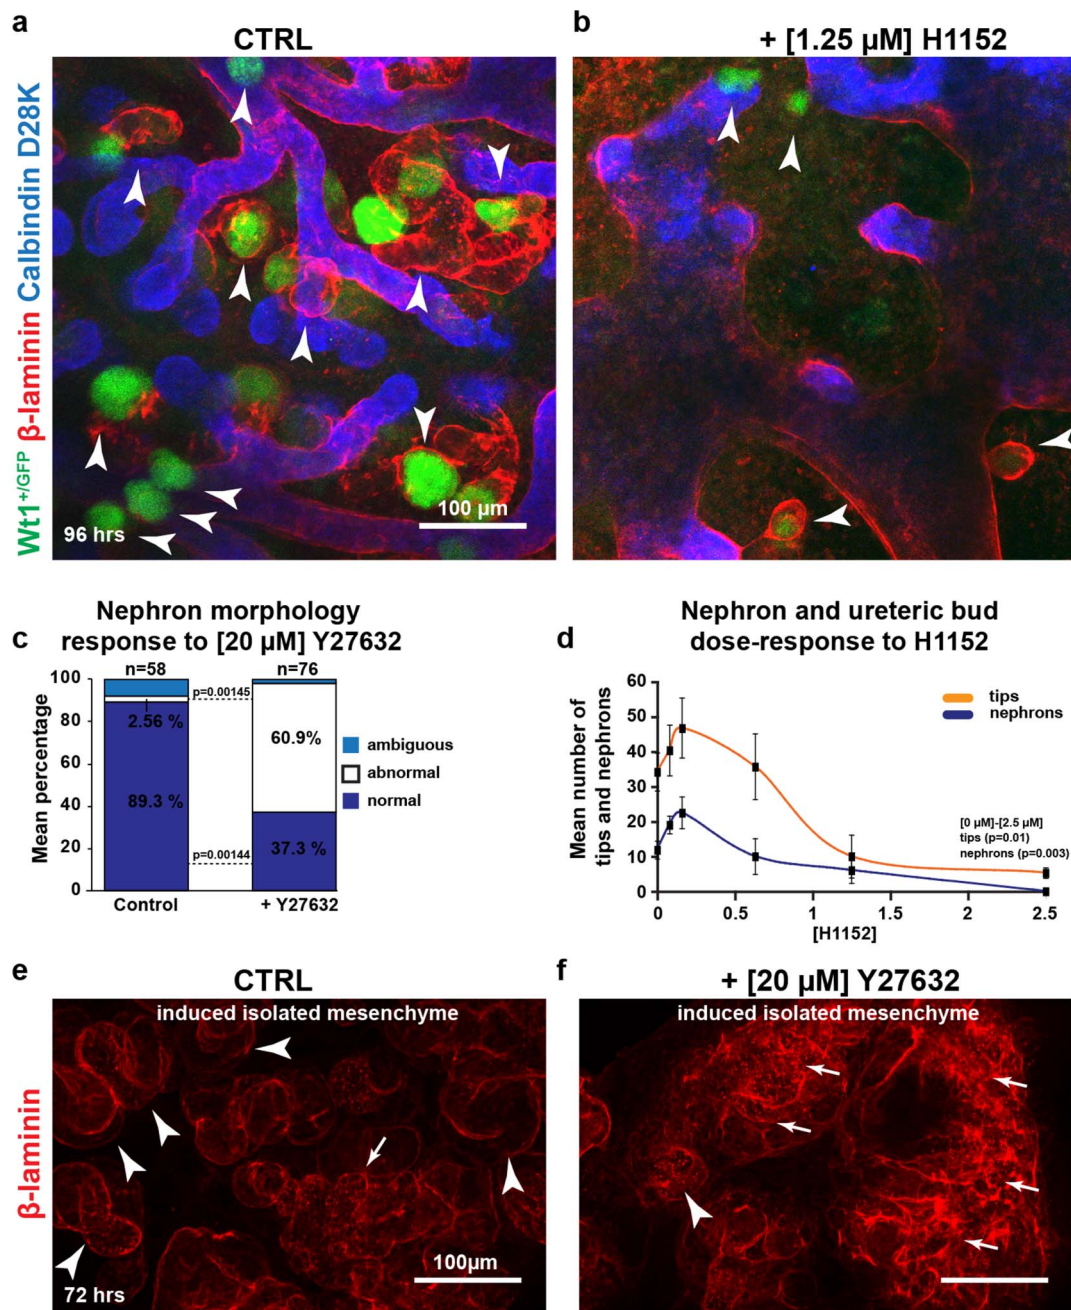 a
CTRL
b
+ [1.25 µM] H1152
Wt1+/GFP β-laminin Calbindin D28K
96 hrs
100 µm
Nephron morphology
response to [20 µM] Y27632
c
n=58
n=76
p=0.00145
2.56 %
60.9%
89.3 %
37.3 %
p=0.00144
ambiguous
abnormal
normal
Mean percentage
100
80
60
40
20
0
Control
+ Y27632
Nephron and ureteric bud
dose-response to H1152
d
tips
nephrons
Mean number of
tips and nephrons
60
50
40
30
20
10
0
[0 µM]-[2.5 µM]
tips (p=0.01)
nephrons (p=0.003)
0
0.5
1
1.5
2
2.5
[H1152]
e
CTRL
induced isolated mesenchyme
f
+ [20 µM] Y27632
induced isolated mesenchyme
β-laminin
72 hrs
100µm